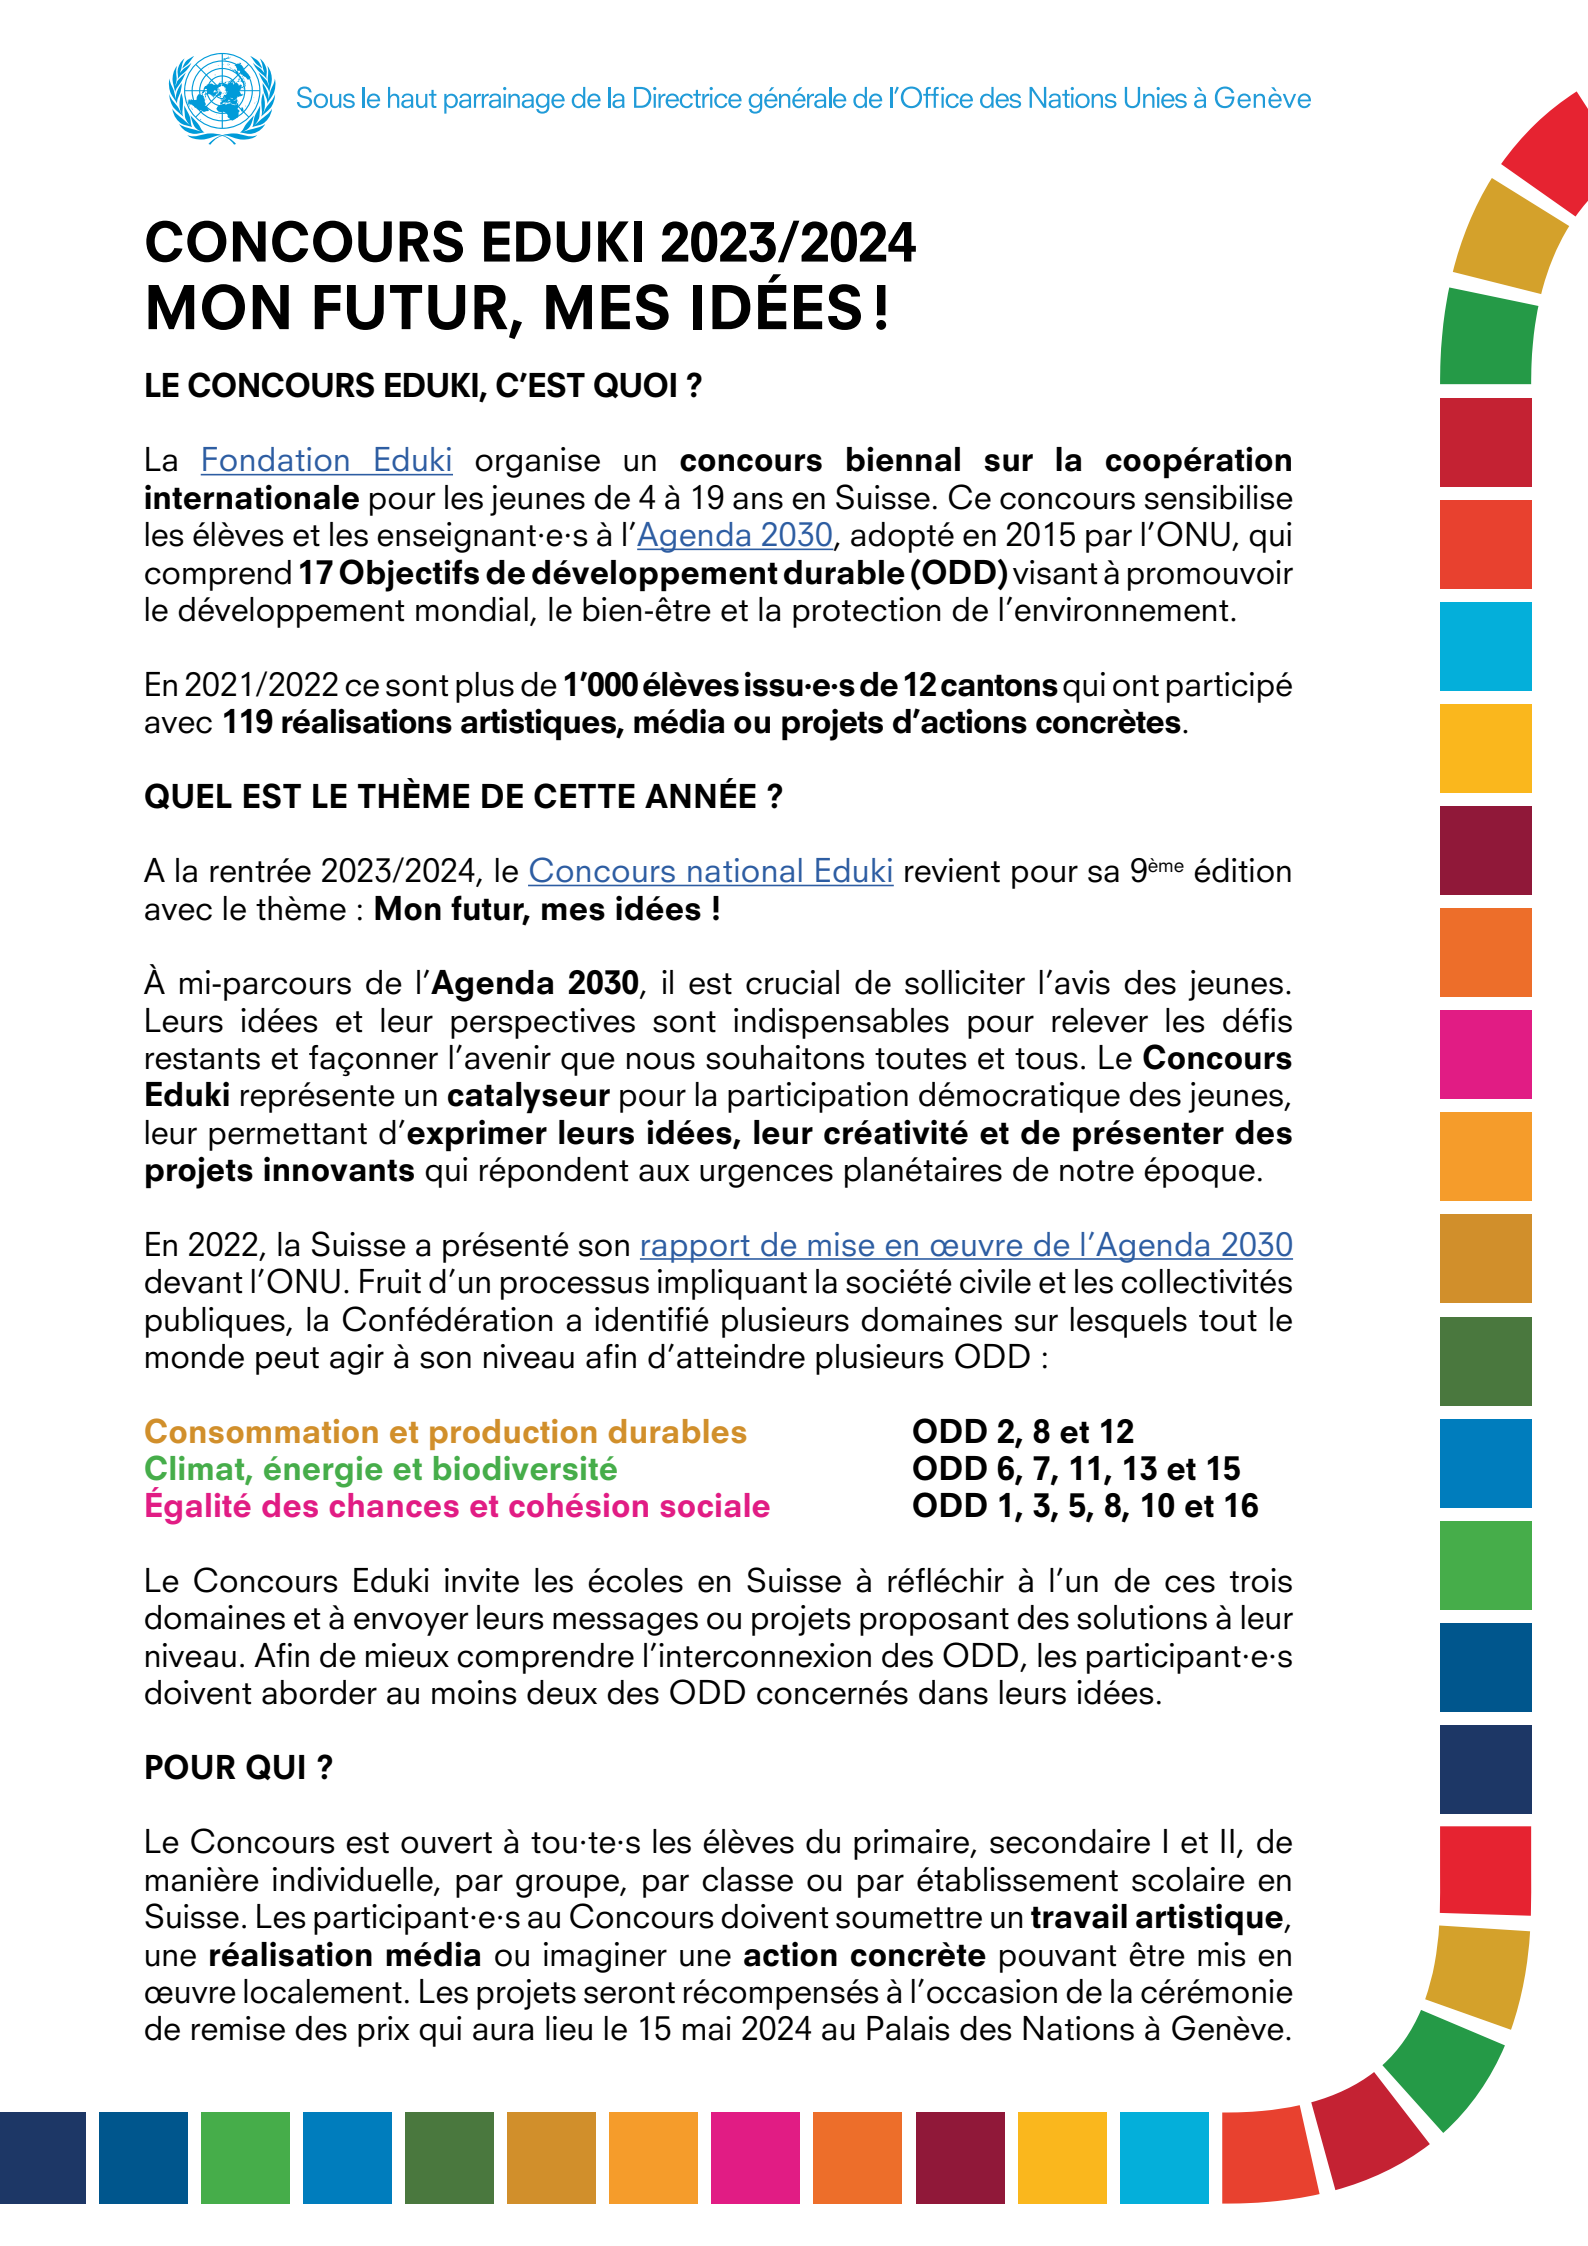 Sous le haut parrainage de la Directrice générale de l’Office des Nations Unies à Genève
CONCOURS EDUKI 2023/2024
MON FUTUR, MES IDÉES !
LE CONCOURS EDUKI, C’EST QUOI ?
La Fondation Eduki organise un concours biennal sur la coopération
internationale pour les jeunes de 4 à 19 ans en Suisse. Ce concours sensibilise
les élèves et les enseignant·e·s à l’Agenda 2030, adopté en 2015 par l’ONU, qui
comprend 17 Objectifs de développement durable (ODD) visant à promouvoir
le développement mondial, le bien-être et la protection de l’environnement.
En 2021/2022 ce sont plus de 1’000 élèves issu·e·s de 12 cantons qui ont participé
avec 119 réalisations artistiques, média ou projets d’actions concrètes.
QUEL EST LE THÈME DE CETTE ANNÉE ?
A la rentrée 2023/2024, le Concours national Eduki revient pour sa 9ème édition
avec le thème : Mon futur, mes idées !
À mi-parcours de l’Agenda 2030, il est crucial de solliciter l’avis des jeunes.
Leurs idées et leur perspectives sont indispensables pour relever les défis
restants et façonner l’avenir que nous souhaitons toutes et tous. Le Concours
Eduki représente un catalyseur pour la participation démocratique des jeunes,
leur permettant d’exprimer leurs idées, leur créativité et de présenter des
projets innovants qui répondent aux urgences planétaires de notre époque.
En 2022, la Suisse a présenté son rapport de mise en œuvre de l’Agenda 2030
devant l’ONU. Fruit d’un processus impliquant la société civile et les collectivités
publiques, la Confédération a identifié plusieurs domaines sur lesquels tout le
monde peut agir à son niveau afin d’atteindre plusieurs ODD :
Consommation et production durables ODD 2, 8 et 12
Climat, énergie et biodiversité ODD 6, 7, 11, 13 et 15
Égalité des chances et cohésion sociale ODD 1, 3, 5, 8, 10 et 16
Le Concours Eduki invite les écoles en Suisse à réfléchir à l’un de ces trois
domaines et à envoyer leurs messages ou projets proposant des solutions à leur
niveau. Afin de mieux comprendre l’interconnexion des ODD, les participant·e·s
doivent aborder au moins deux des ODD concernés dans leurs idées.
POUR QUI ?
Le Concours est ouvert à tou·te·s les élèves du primaire, secondaire I et II, de
manière individuelle, par groupe, par classe ou par établissement scolaire en
Suisse. Les participant·e·s au Concours doivent soumettre un travail artistique,
une réalisation média ou imaginer une action concrète pouvant être mis en
œuvre localement. Les projets seront récompensés à l’occasion de la cérémonie
de remise des prix qui aura lieu le 15 mai 2024 au Palais des Nations à Genève.